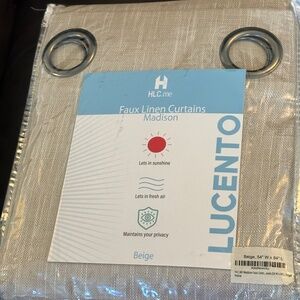 HLC.me
Faux Linen Curtains
Madison
Lets in sunshine
Lets in fresh air
Maintains your privacy
Beige
LUCENTO
Beige, 54" W x 84" L